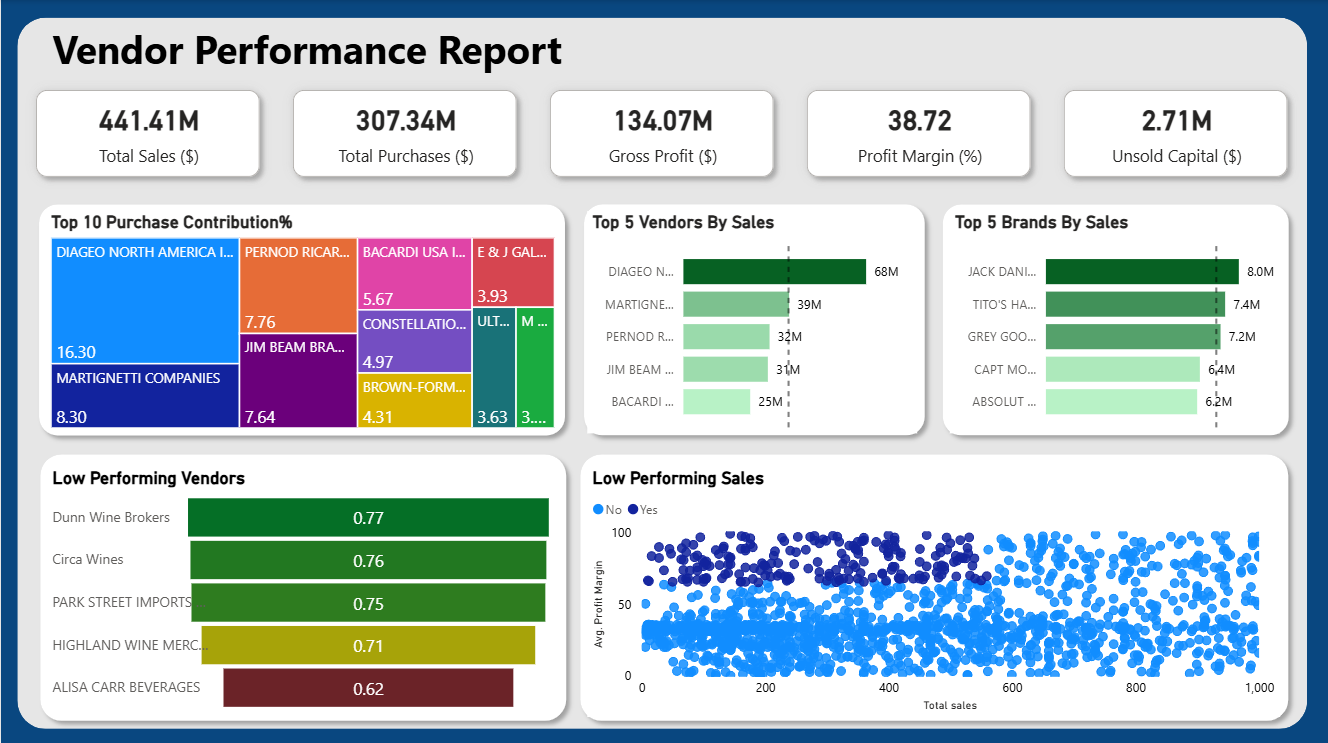 Vendor Performance Report
441.41M
Total Sales ($)
307.34M
Total Purchases ($)
134.07M
Gross Profit ($)
38.72
Profit Margin (%)
2.71M
Unsold Capital ($)
Top 10 Purchase Contribution%
DIAGEO NORTH AMERICA I...
16.30
MARTIGNETTI COMPANIES
8.30
PERNOD RICAR...
7.76
JIM BEAM BRA...
7.64
BACARDI USA I...
5.67
CONSTELLATIO...
4.97
BROWN-FORM...
4.31
E & J GAL...
3.93
ULT...
3.63
M ...
3....
Top 5 Vendors By Sales
DIAGEO N... 68M
MARTIGNE... 39M
PERNOD R... 32M
JIM BEAM ... 31M
BACARDI ... 25M
Top 5 Brands By Sales
JACK DANI... 8.0M
TITO'S HA... 7.4M
GREY GOO... 7.2M
CAPT MO... 6.4M
ABSOLUT ... 6.2M
Low Performing Vendors
Dunn Wine Brokers 0.77
Circa Wines 0.76
PARK STREET IMPORTS 0.75
HIGHLAND WINE MERC... 0.71
ALISA CARR BEVERAGES 0.62
Low Performing Sales
No Yes
100
50
0
Avg. Profit Margin
0 200 400 600 800 1,000
Total sales